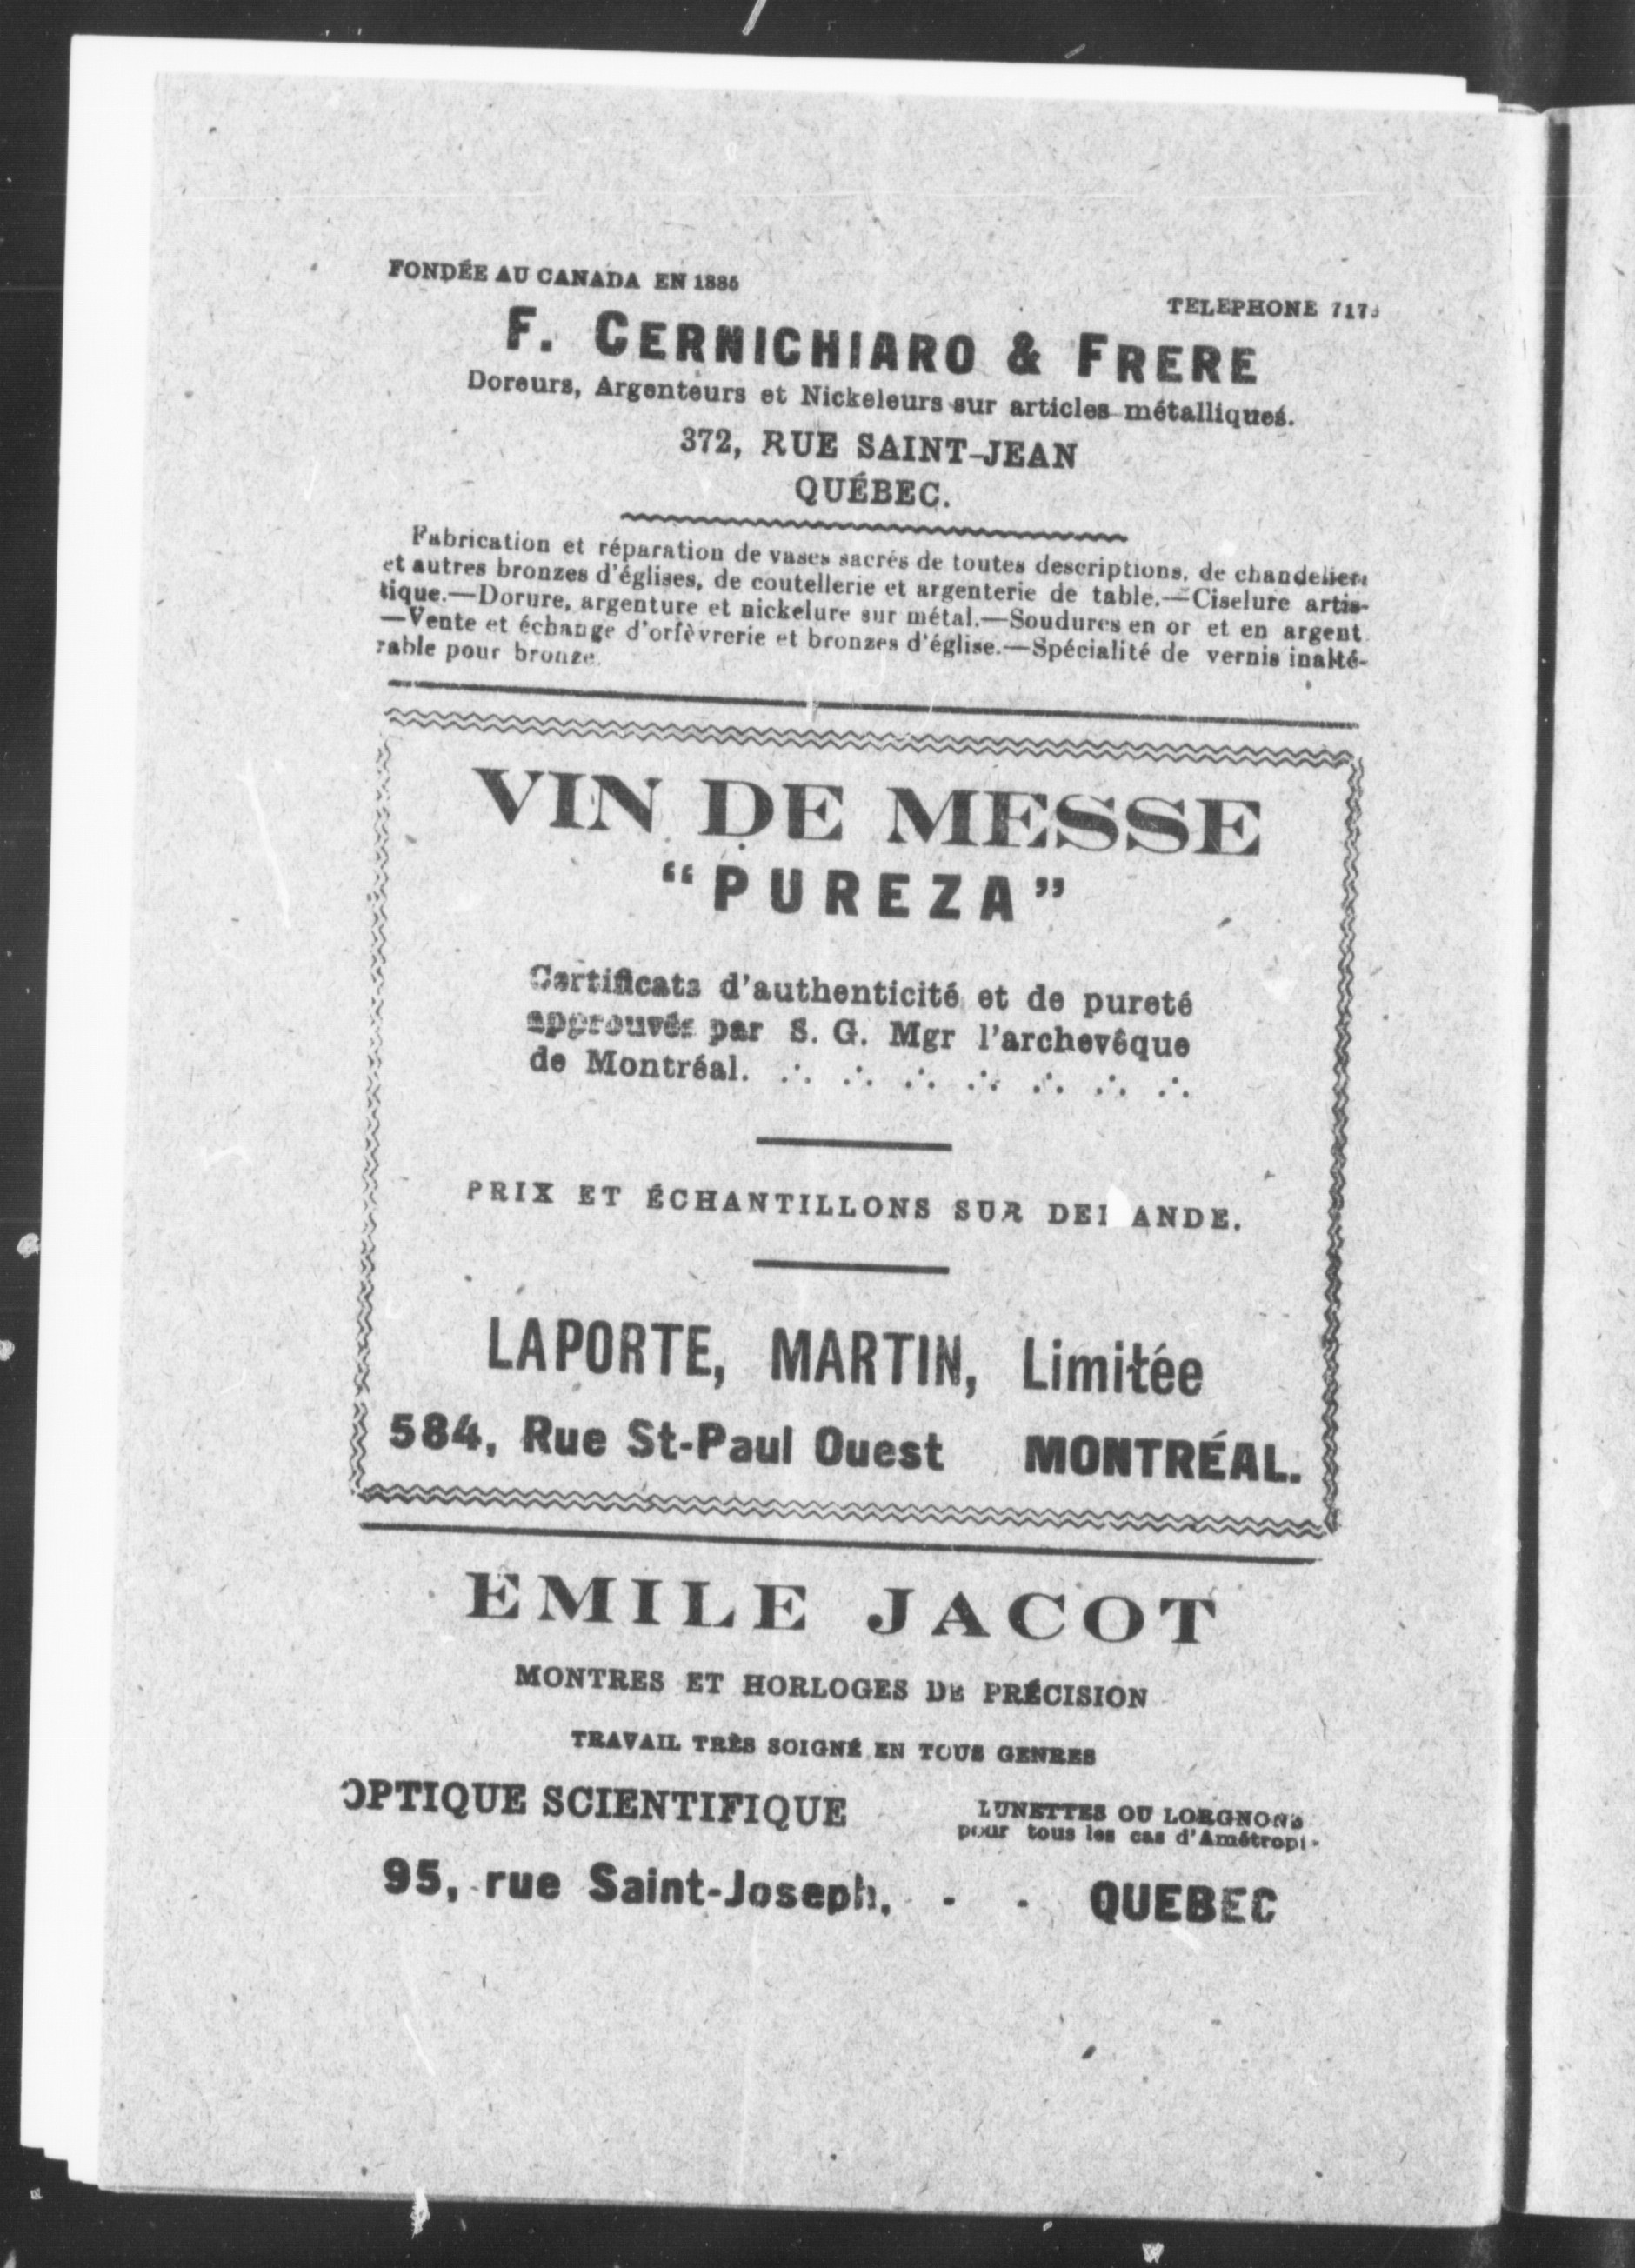 FONDÉE AU CANADA EN 1885
TELEPHONE
F. CERNICHIARO & FRERE
Doreurs, Argenteurs et Nickeleurs sur articles métalliques.
372, RUE SAINT-JEAN
QUÉBEC.
Fabrication et réparation de vases sacrés de toutes descriptions, de chandeliers
et autres bronzes d'églises, de coutellerie et argenterie de table.—Ciselure artis-
tique.—Dorure, argenture et nickelure sur métal.—Soudures en or et en argent
—Vente et échange d'orfèvrerie et bronzes d'église.—Spécialité de vernis inalté-
rable pour bronze.
VIN DE MESSE
“PUREZA”
Certificats d'authenticité et de pureté
approuvés par S. G. Mgr l'archevêque
de Montréal. ∴ ∴ ∴ ∴ ∴ ∴ ∴
PRIX ET ÉCHANTILLONS SUR DEMANDE.
LAPORTE, MARTIN, Limitée
584, Rue St-Paul Ouest MONTRÉAL.
EMILE JACOT
MONTRES ET HORLOGES DE PRÉCISION
TRAVAIL TRÈS SOIGNÉ EN TOUS GENRES
OPTIQUE SCIENTIFIQUE
LUNETTES OU LORGNONS
pour tous les cas d'Amétropie
95, rue Saint-Joseph, - - QUEBEC